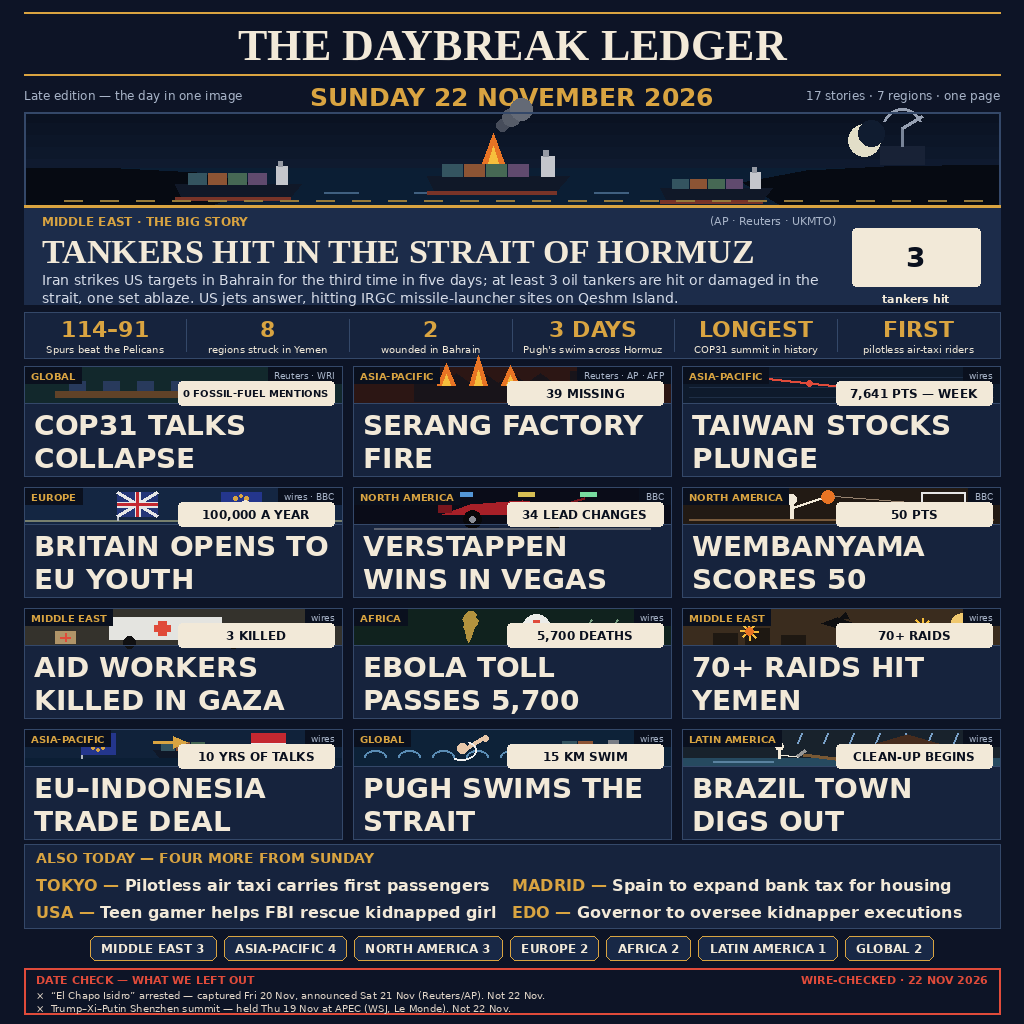 THE DAYBREAK LEDGER
Late edition — the day in one image
SUNDAY 22 NOVEMBER 2026
17 stories · 7 regions · one page
MIDDLE EAST · THE BIG STORY
(AP · Reuters · UKMTO)
TANKERS HIT IN THE STRAIT OF HORMUZ
Iran strikes US targets in Bahrain for the third time in five days; at least 3 oil tankers are hit or damaged in the
strait, one set ablaze. US jets answer, hitting IRGC missile-launcher sites on Qeshm Island.
3
tankers hit
114–91
Spurs beat the Pelicans
8
regions struck in Yemen
2
wounded in Bahrain
3 DAYS
Pugh's swim across Hormuz
LONGEST
COP31 summit in history
FIRST
pilotless air-taxi riders
GLOBAL
Reuters · WRI
0 FOSSIL-FUEL MENTIONS
COP31 TALKS
COLLAPSE
ASIA-PACIFIC
Reuters · AP · AFP
39 MISSING
SERANG FACTORY
FIRE
ASIA-PACIFIC
wires
7,641 PTS — WEEK
TAIWAN STOCKS
PLUNGE
EUROPE
wires · BBC
100,000 A YEAR
BRITAIN OPENS TO
EU YOUTH
NORTH AMERICA
BBC
34 LEAD CHANGES
VERSTAPPEN
WINS IN VEGAS
NORTH AMERICA
BBC
50 PTS
WEMBANYAMA
SCORES 50
MIDDLE EAST
wires
3 KILLED
AID WORKERS
KILLED IN GAZA
AFRICA
wires
5,700 DEATHS
EBOLA TOLL
PASSES 5,700
MIDDLE EAST
wires
70+ RAIDS
70+ RAIDS HIT
YEMEN
ASIA-PACIFIC
wires
10 YRS OF TALKS
EU–INDONESIA
TRADE DEAL
GLOBAL
wires
15 KM SWIM
PUGH SWIMS THE
STRAIT
LATIN AMERICA
wires
CLEAN-UP BEGINS
BRAZIL TOWN
DIGS OUT
ALSO TODAY — FOUR MORE FROM SUNDAY
TOKYO — Pilotless air taxi carries first passengers
MADRID — Spain to expand bank tax for housing
USA — Teen gamer helps FBI rescue kidnapped girl
EDO — Governor to oversee kidnapper executions
MIDDLE EAST 3
ASIA-PACIFIC 4
NORTH AMERICA 3
EUROPE 2
AFRICA 2
LATIN AMERICA 1
GLOBAL 2
DATE CHECK — WHAT WE LEFT OUT
WIRE-CHECKED · 22 NOV 2026
× “El Chapo Isidro” arrested — captured Fri 20 Nov, announced Sat 21 Nov (Reuters/AP). Not 22 Nov.
× Trump–Xi–Putin Shenzhen summit — held Thu 19 Nov at APEC (WSJ, Le Monde). Not 22 Nov.